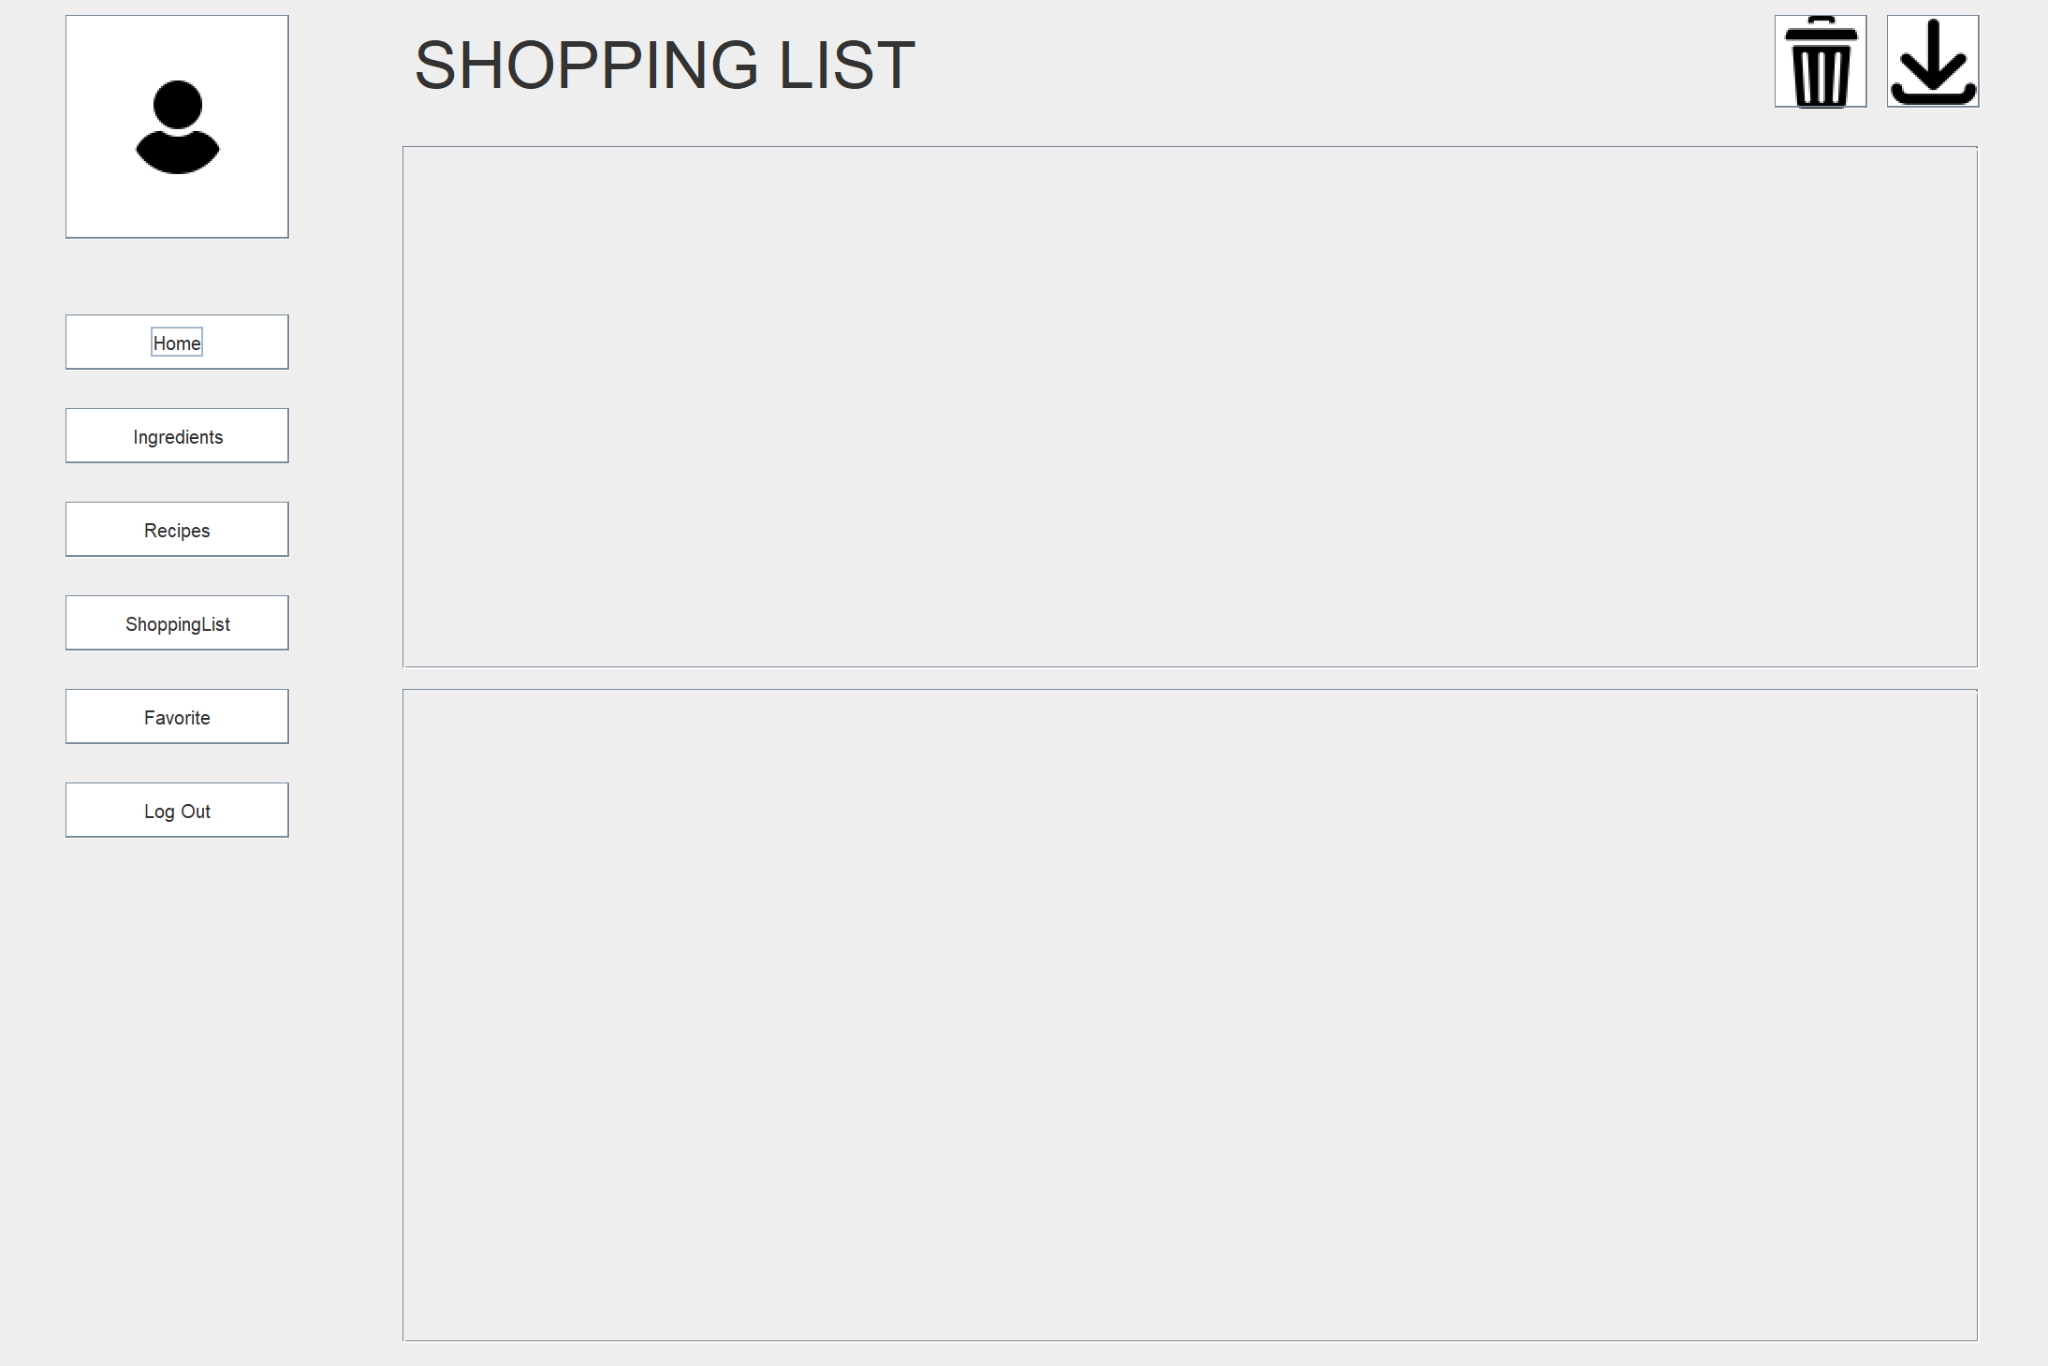 SHOPPING LIST
Home
Ingredients
Recipes
ShoppingList
Favorite
Log Out